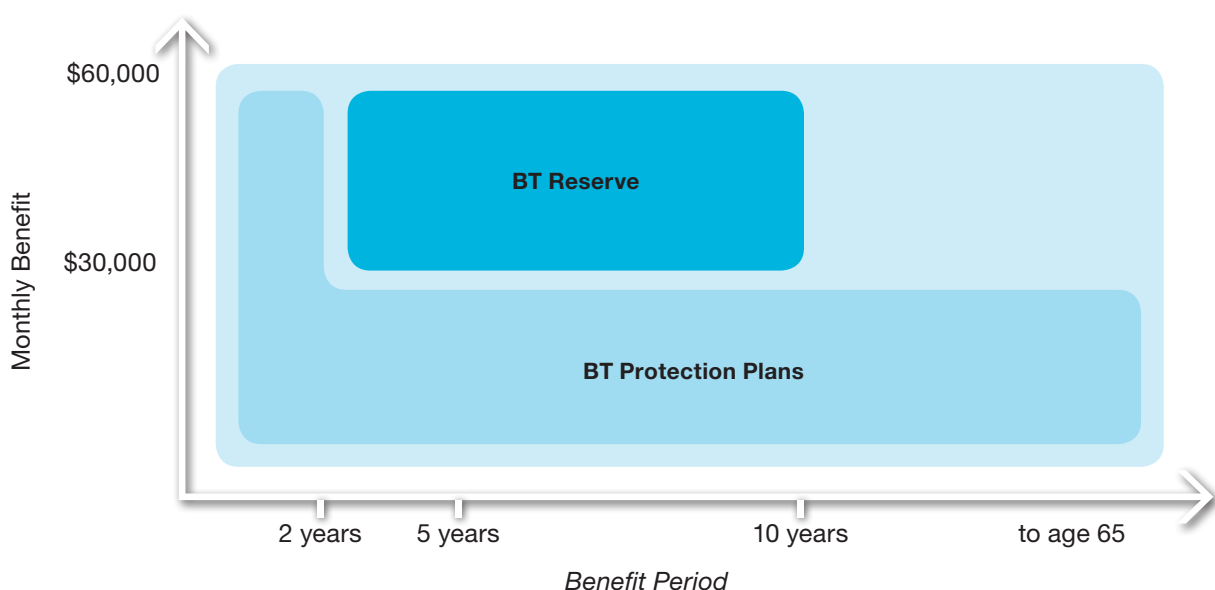 $60,000
BT Reserve
Monthly Benefit
$30,000
BT Protection Plans
2 years
5 years
10 years
to age 65
Benefit Period